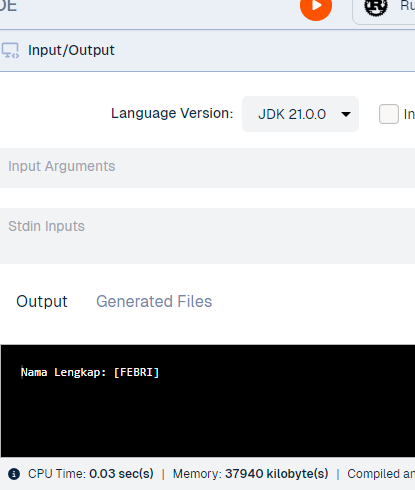 DE
Ru
Input/Output
Language Version: JDK 21.0.0 In
Input Arguments
Stdin Inputs
Output Generated Files
Nama Lengkap: [FEBRI]
CPU Time: 0.03 sec(s) | Memory: 37940 kilobyte(s) | Compiled an